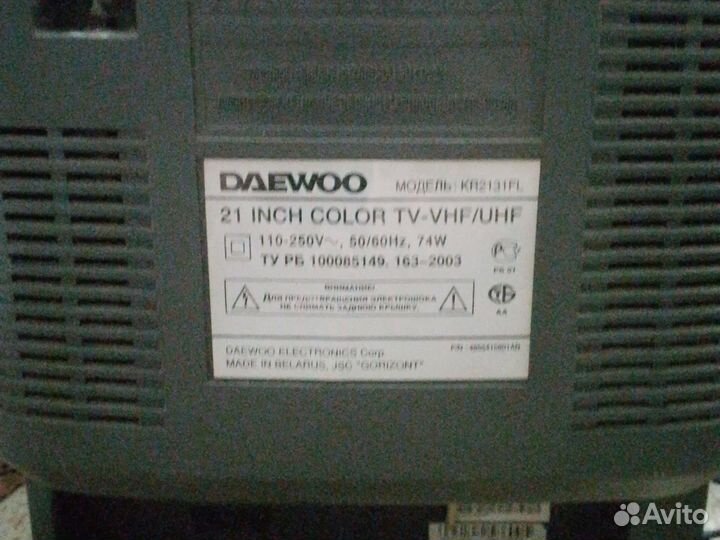 DAEWOO МОДЕЛЬ: KR2131FL
21 INCH COLOR TV-VHF/UHF
110-250V~, 50/60Hz, 74W
ТУ РБ 100085149. 163-2003
ВНИМАНИЕ!
ДЛЯ ПРЕДОТВРАЩЕНИЯ ЭЛЕКТРОШОКА
НЕ СНИМАТЬ ЗАДНЮЮ КРЫШКУ
DAEWOO ELECTRONICS Corp.
P/N
MADE IN BELARUS, JSC "GORIZONT"
Avito